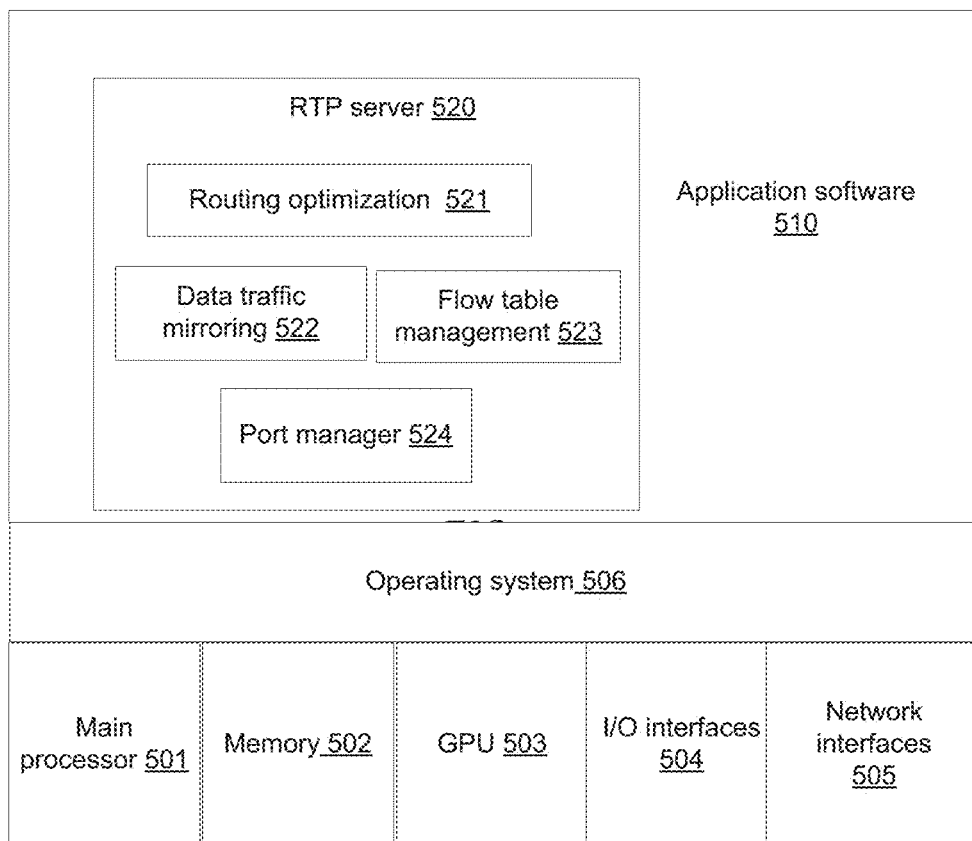 RTP server 520
Routing optimization 521
Application software
510
Data traffic
mirroring 522
Flow table
management 523
Port manager 524
Operating system 506
Main
processor 501
Memory 502
GPU 503
I/O interfaces
504
Network
interfaces
505